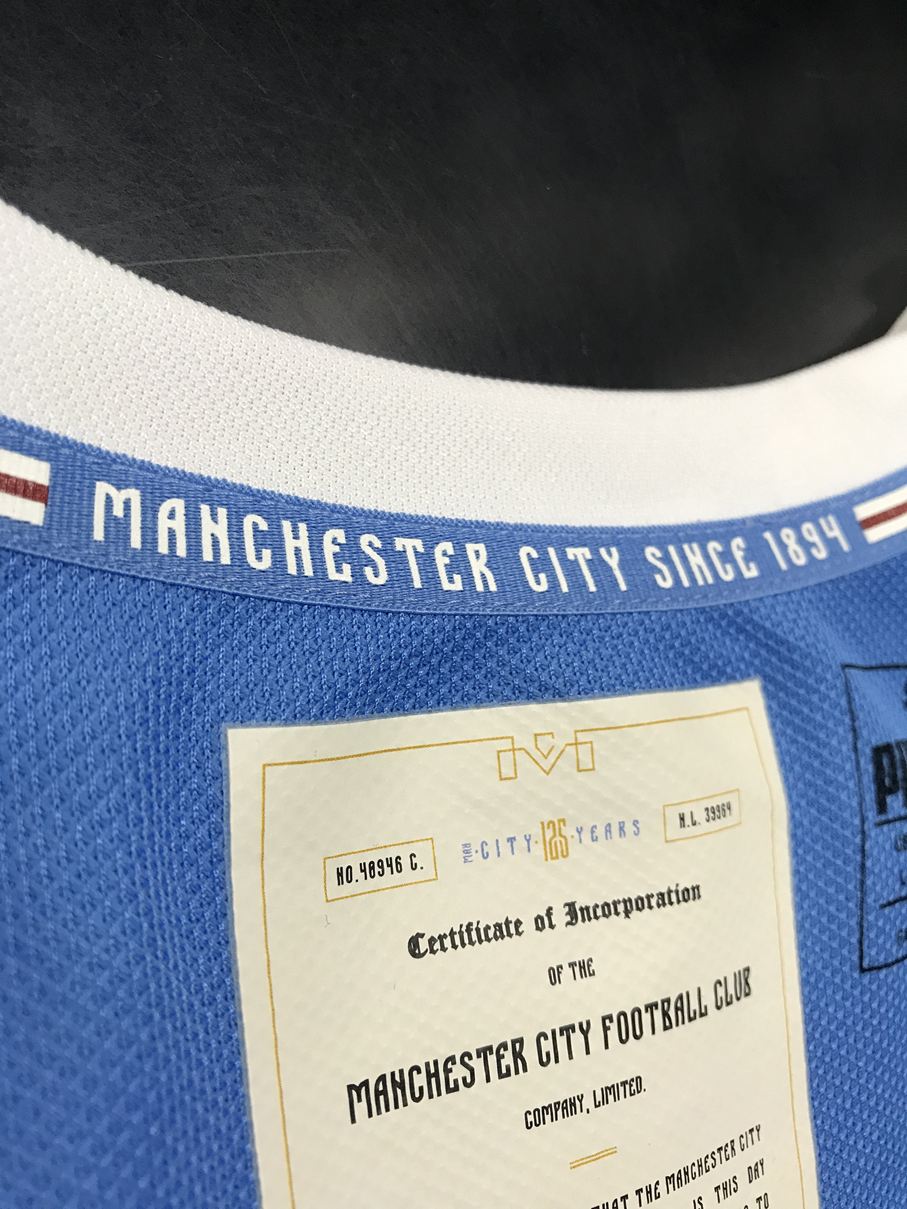 MANCHESTER CITY SINCE 1894
NO.40946 C.
MAN·CITY·125·YEARS
N.L. 39964
Certificate of Incorporation
OF THE
MANCHESTER CITY FOOTBALL CLUB
COMPANY, LIMITED.
THAT THE MANCHESTER CITY
IS THIS DAY
TO